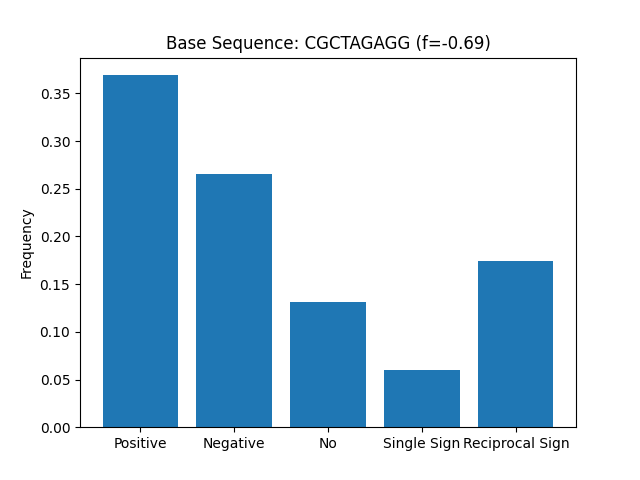 Base Sequence: CGCTAGAGG (f=-0.69)
Frequency
0.35
0.30
0.25
0.20
0.15
0.10
0.05
0.00
Positive
Negative
No
Single Sign
Reciprocal Sign